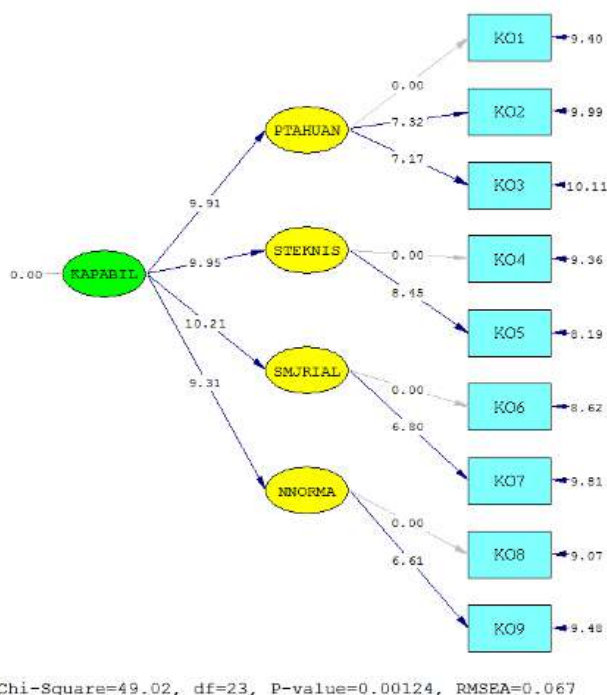 KO1
9.40
0.00
KO2
9.99
PTAHUAN
7.32
7.17
KO3
10.11
9.91
STEKNIS
0.00
KO4
9.36
0.00
KAPABIL
9.95
8.45
KO5
8.19
10.21
SMJRIAL
0.00
KO6
8.62
9.31
6.80
KO7
9.81
NNORMA
0.00
KO8
9.07
6.61
KO9
9.48
Chi-Square=49.02, df=23, P-value=0.00124, RMSEA=0.067